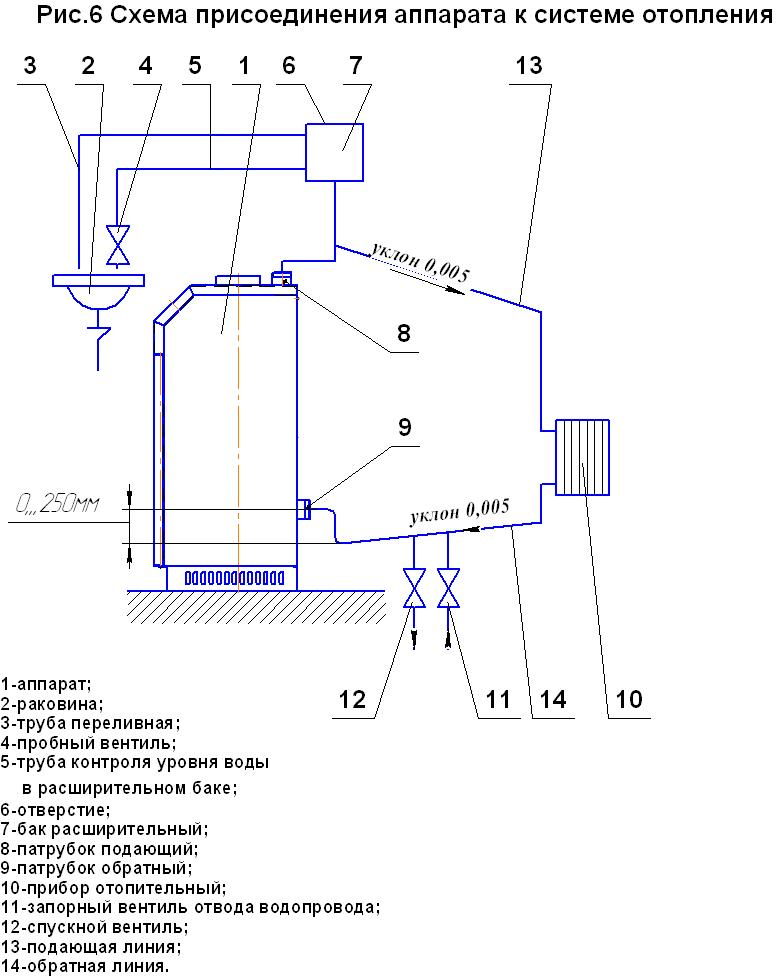 Рис.6 Схема присоединения аппарата к системе отопления
3 2 4 5 1 6 7 13
уклон 0,005
8
9
0,,,250мм
уклон 0,005
12 11 14 10
1-аппарат;
2-раковина;
3-труба переливная;
4-пробный вентиль;
5-труба контроля уровня воды
в расширительном баке;
6-отверстие;
7-бак расширительный;
8-патрубок подающий;
9-патрубок обратный;
10-прибор отопительный;
11-запорный вентиль отвода водопровода;
12-спускной вентиль;
13-подающая линия;
14-обратная линия.